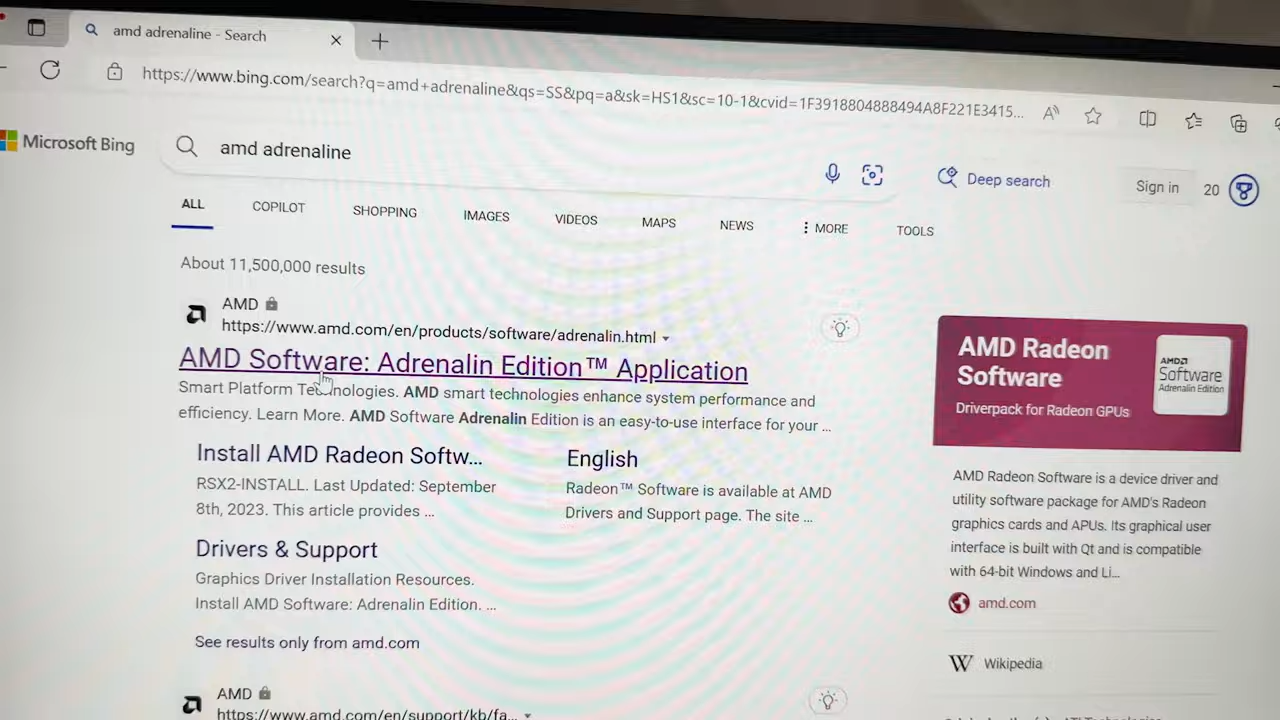 amd adrenaline - Search
https://www.bing.com/search?q=amd+adrenaline&qs=SS&pq=a&sk=HS1&sc=10-1&cvid=1F3918804888494A8F221E3415...
Microsoft Bing
amd adrenaline
Deep search
Sign in
20
ALL
COPILOT
SHOPPING
IMAGES
VIDEOS
MAPS
NEWS
MORE
TOOLS
About 11,500,000 results
AMD
https://www.amd.com/en/products/software/adrenalin.html
AMD Software: Adrenalin Edition™ Application
Smart Platform Technologies. AMD smart technologies enhance system performance and
efficiency. Learn More. AMD Software Adrenalin Edition is an easy-to-use interface for your ...
Install AMD Radeon Softw...
RSX2-INSTALL. Last Updated: September
8th, 2023. This article provides ...
English
Radeon™ Software is available at AMD
Drivers and Support page. The site ...
Drivers & Support
Graphics Driver Installation Resources.
Install AMD Software: Adrenalin Edition. ...
See results only from amd.com
AMD
https://www.amd.com/en/support/kb/fa...
AMD Radeon
Software
Driverpack for Radeon GPUs
AMD
Software
Adrenalin Edition
AMD Radeon Software is a device driver and
utility software package for AMD's Radeon
graphics cards and APUs. Its graphical user
interface is built with Qt and is compatible
with 64-bit Windows and Li...
amd.com
Wikipedia